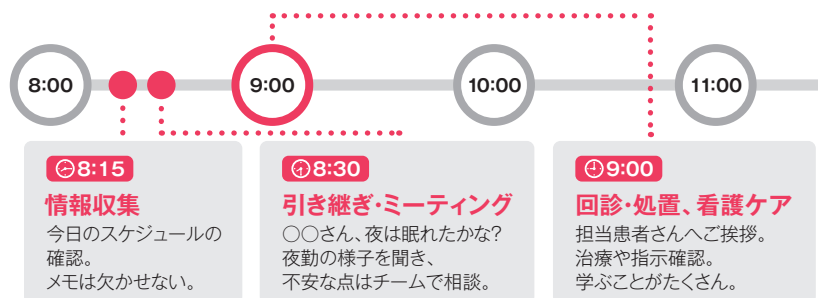 8:00
9:00
10:00
11:00
8:15
情報収集
今日のスケジュールの
確認。
メモは欠かせない。
8:30
引き継ぎ・ミーティング
〇〇さん、夜は眠れたかな?
夜勤の様子を聞き、
不安な点はチームで相談。
9:00
回診・処置、看護ケア
担当患者さんへご挨拶。
治療や指示確認。
学ぶことがたくさん。